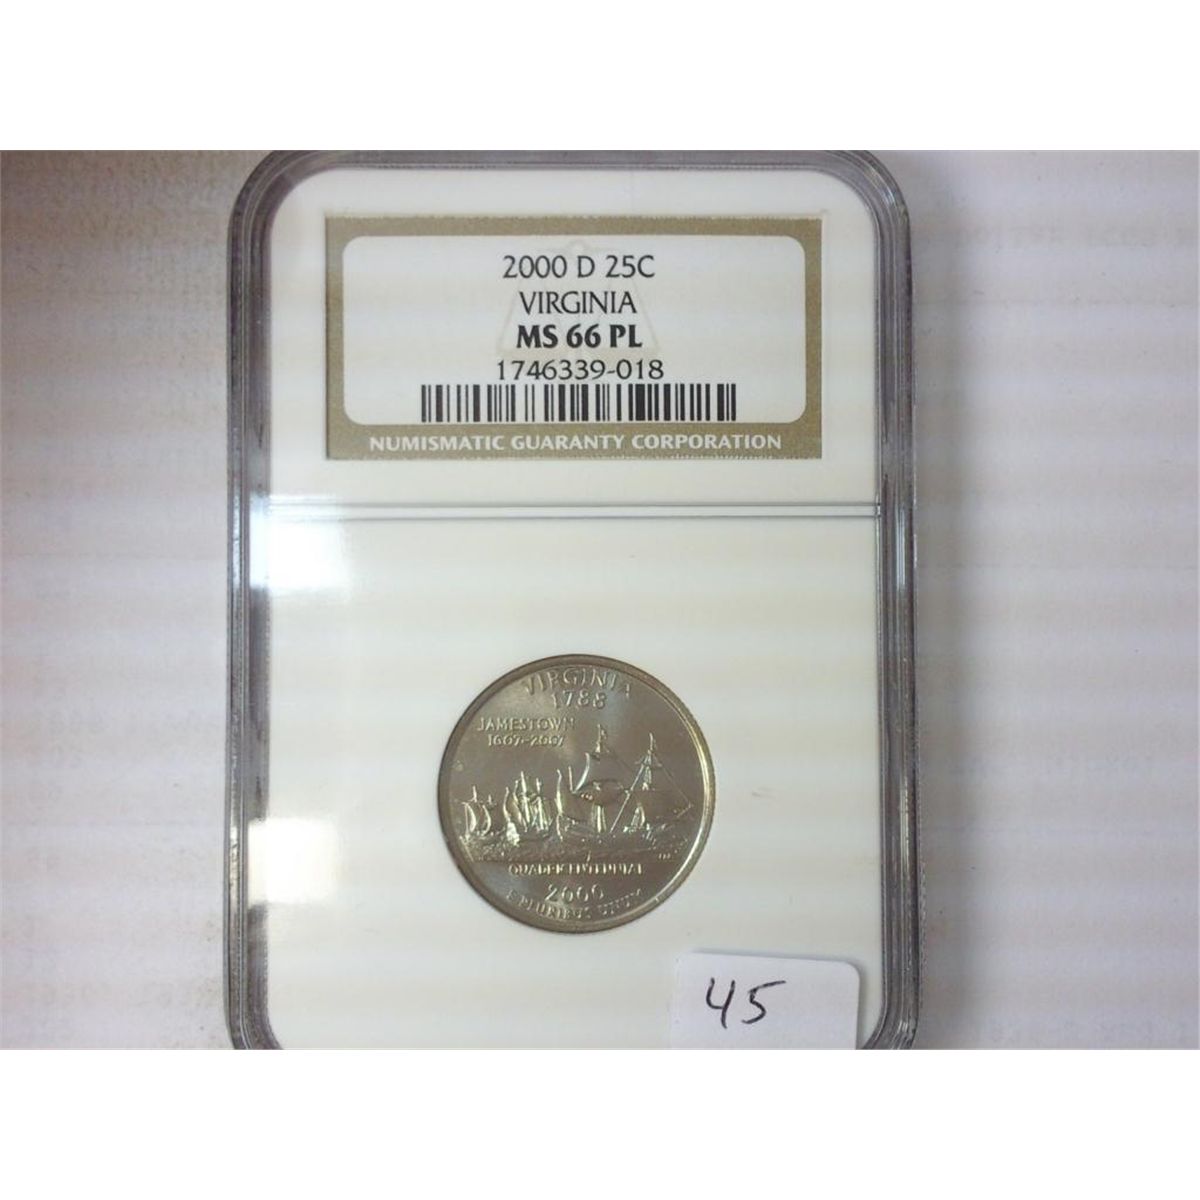 2000 D 25C
VIRGINIA
MS 66 PL
1746339-018
NUMISMATIC GUARANTY CORPORATION
VIRGINIA
1788
JAMESTOWN
1607-2007
QUADRICENTENNIAL
2000
E PLURIBUS UNUM
45